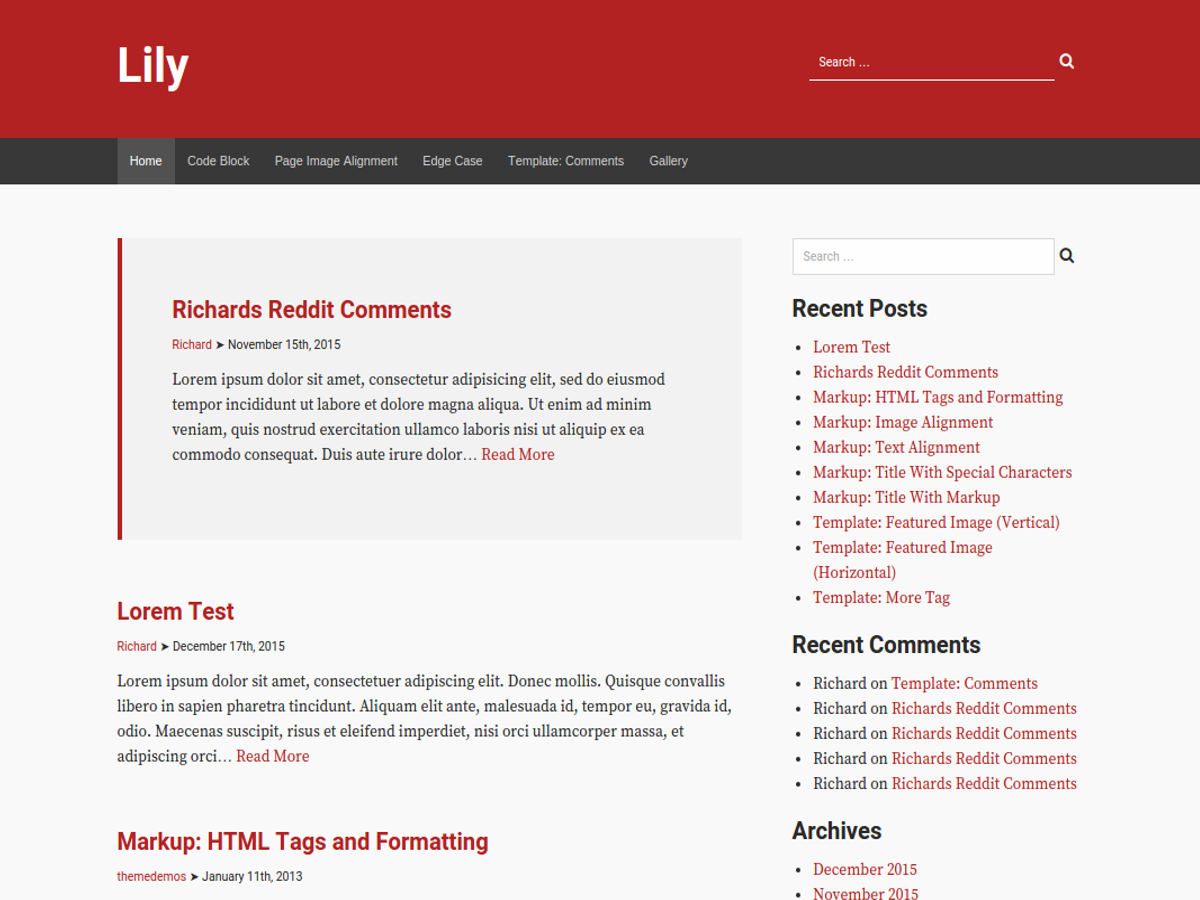 Lily
Search …
Home
Code Block
Page Image Alignment
Edge Case
Template: Comments
Gallery
Richards Reddit Comments
Richard ➤ November 15th, 2015
Lorem ipsum dolor sit amet, consectetur adipisicing elit, sed do eiusmod
tempor incididunt ut labore et dolore magna aliqua. Ut enim ad minim
veniam, quis nostrud exercitation ullamco laboris nisi ut aliquip ex ea
commodo consequat. Duis aute irure dolor… Read More
Lorem Test
Richard ➤ December 17th, 2015
Lorem ipsum dolor sit amet, consectetuer adipiscing elit. Donec mollis. Quisque convallis
libero in sapien pharetra tincidunt. Aliquam elit ante, malesuada id, tempor eu, gravida id,
odio. Maecenas suscipit, risus et eleifend imperdiet, nisi orci ullamcorper massa, et
adipiscing orci… Read More
Markup: HTML Tags and Formatting
themedemos ➤ January 11th, 2013
Search …
Recent Posts
Lorem Test
Richards Reddit Comments
Markup: HTML Tags and Formatting
Markup: Image Alignment
Markup: Text Alignment
Markup: Title With Special Characters
Markup: Title With Markup
Template: Featured Image (Vertical)
Template: Featured Image
(Horizontal)
Template: More Tag
Recent Comments
Richard on Template: Comments
Richard on Richards Reddit Comments
Richard on Richards Reddit Comments
Richard on Richards Reddit Comments
Richard on Richards Reddit Comments
Archives
December 2015
November 2015